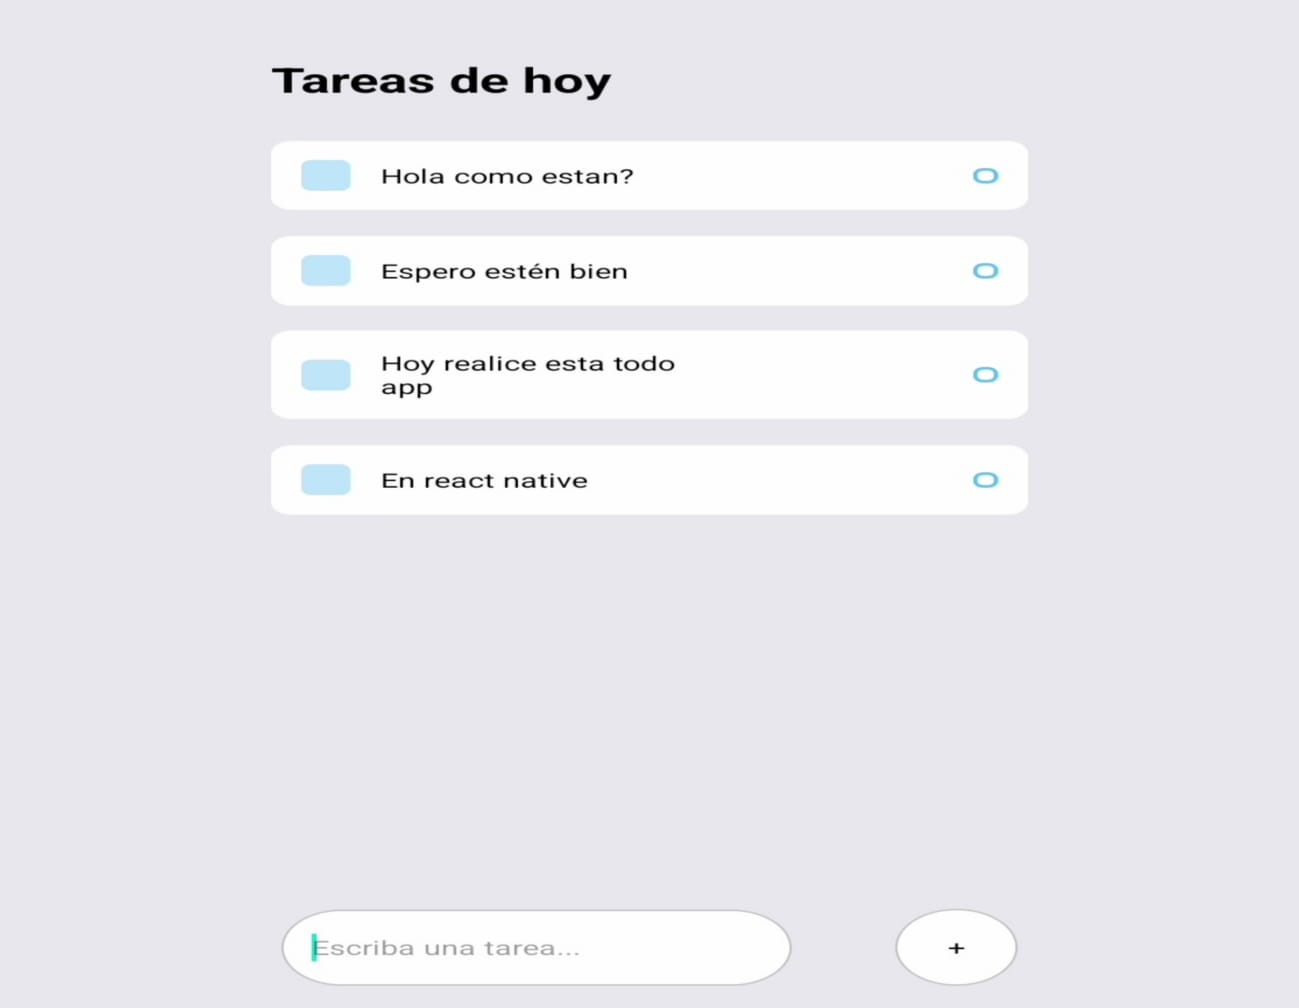 Tareas de hoy
Hola como estan?
Espero estén bien
Hoy realice esta todo
app
En react native
Escriba una tarea...
+